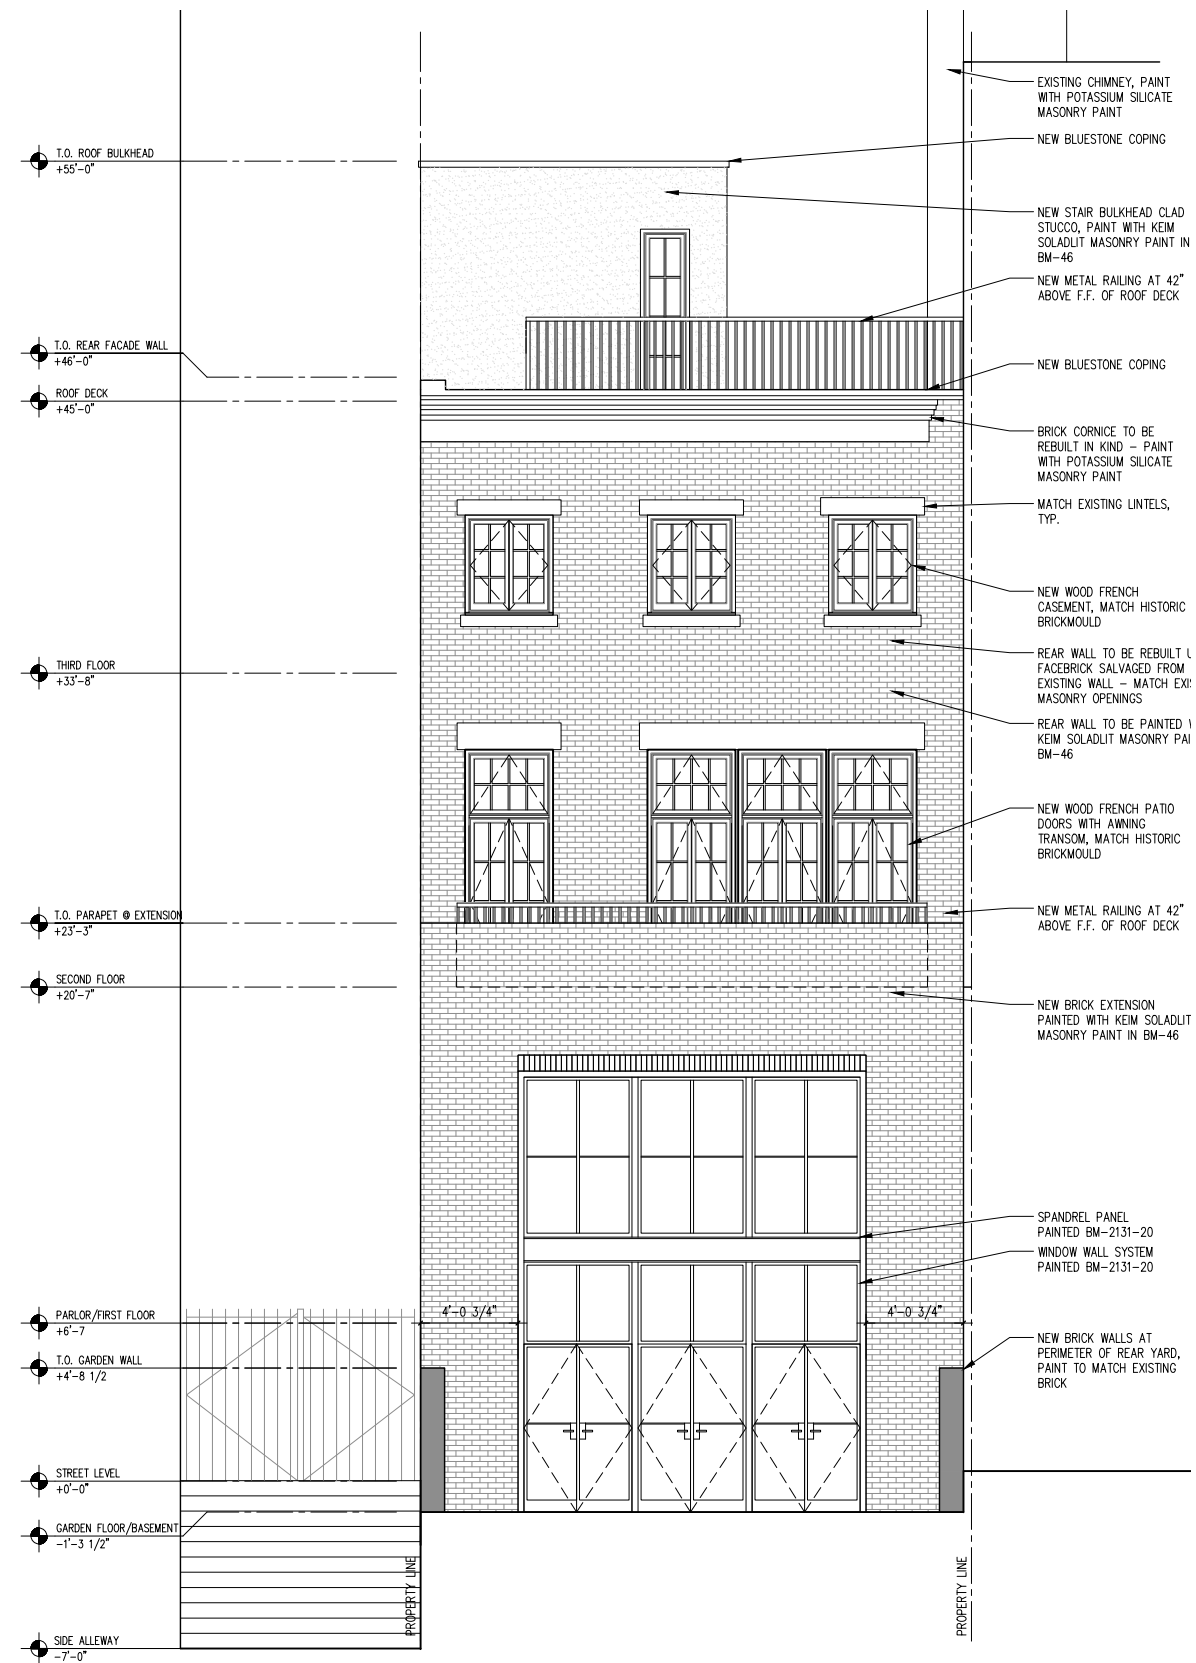 EXISTING CHIMNEY, PAINT
WITH POTASSIUM SILICATE
MASONRY PAINT
NEW BLUESTONE COPING
T.O. ROOF BULKHEAD
+55'-0"
NEW STAIR BULKHEAD CLAD
STUCCO, PAINT WITH KEIM
SOLADLIT MASONRY PAINT IN
BM-46
NEW METAL RAILING AT 42"
ABOVE F.F. OF ROOF DECK
T.O. REAR FACADE WALL
+46'-0"
NEW BLUESTONE COPING
ROOF DECK
+45'-0"
BRICK CORNICE TO BE
REBUILT IN KIND – PAINT
WITH POTASSIUM SILICATE
MASONRY PAINT
MATCH EXISTING LINTELS,
TYP.
NEW WOOD FRENCH
CASEMENT, MATCH HISTORIC
BRICKMOULD
REAR WALL TO BE REBUILT
FACEBRICK SALVAGED FROM
EXISTING WALL – MATCH
MASONRY OPENINGS
THIRD FLOOR
+33'-8"
REAR WALL TO BE PAINTED
KEIM SOLADLIT MASONRY
BM-46
NEW WOOD FRENCH PATIO
DOORS WITH AWNING
TRANSOM, MATCH HISTORIC
BRICKMOULD
NEW METAL RAILING AT 42"
ABOVE F.F. OF ROOF DECK
T.O. PARAPET @ EXTENSION
+23'-3"
SECOND FLOOR
+20'-7"
NEW BRICK EXTENSION
PAINTED WITH KEIM SOLADLIT
MASONRY PAINT IN BM-46
SPANDREL PANEL
PAINTED BM-2131-20
WINDOW WALL SYSTEM
PAINTED BM-2131-20
PARLOR/FIRST FLOOR
+6'-7
4'-0 3/4"
4'-0 3/4"
NEW BRICK WALLS AT
PERIMETER OF REAR YARD,
PAINT TO MATCH EXISTING
BRICK
T.O. GARDEN WALL
+4'-8 1/2
STREET LEVEL
+0'-0"
GARDEN FLOOR/BASEMENT
-1'-3 1/2"
PROPERTY LINE
PROPERTY LINE
SIDE ALLEWAY
-7'-0"